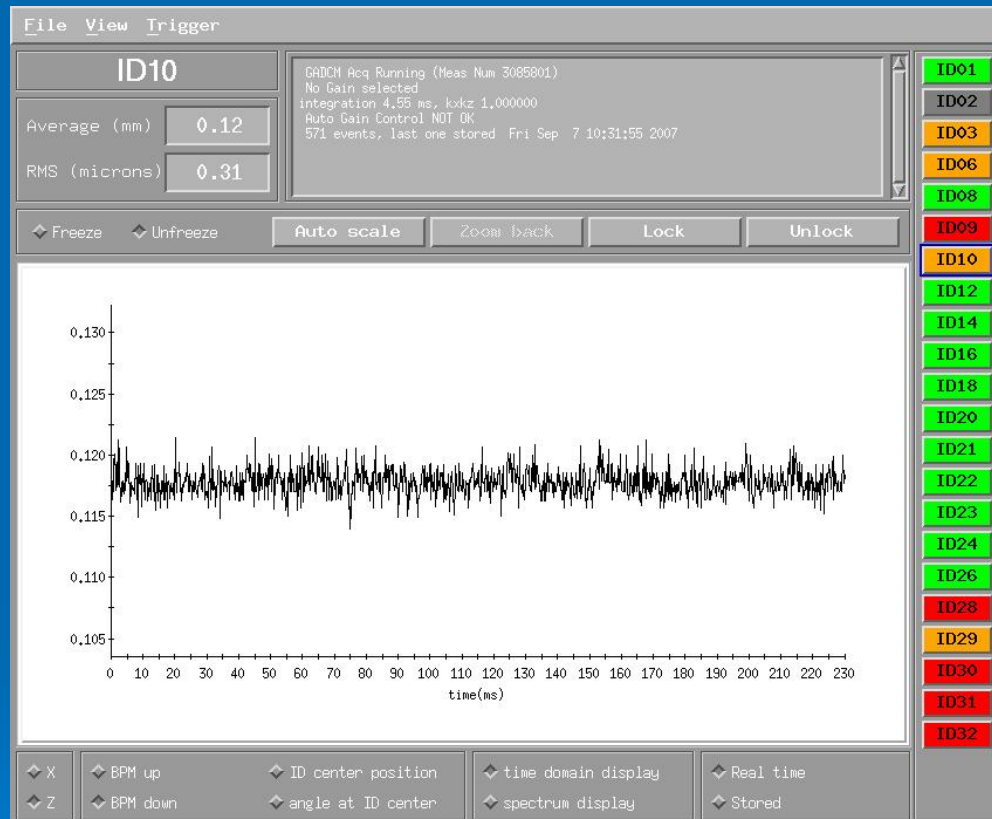 File View Trigger
ID10
Average (mm) 0.12
RMS (microns) 0.31
GADCM Acq Running (Meas Num 3085801)
No Gain selected
integration 4.55 ms, kxkz 1.000000
Auto Gain Control NOT OK
571 events, last one stored Fri Sep 7 10:31:55 2007
Freeze Unfreeze Auto scale Zoom back Lock Unlock
0.130
0.125
0.120
0.115
0.110
0.105
0 10 20 30 40 50 60 70 80 90 100 110 120 130 140 150 160 170 180 190 200 210 220 230
time(ms)
X BPM up ID center position time domain display Real time
Z BPM down angle at ID center spectrum display Stored
ID01
ID02
ID03
ID06
ID08
ID09
ID10
ID12
ID14
ID16
ID18
ID20
ID21
ID22
ID23
ID24
ID26
ID28
ID29
ID30
ID31
ID32